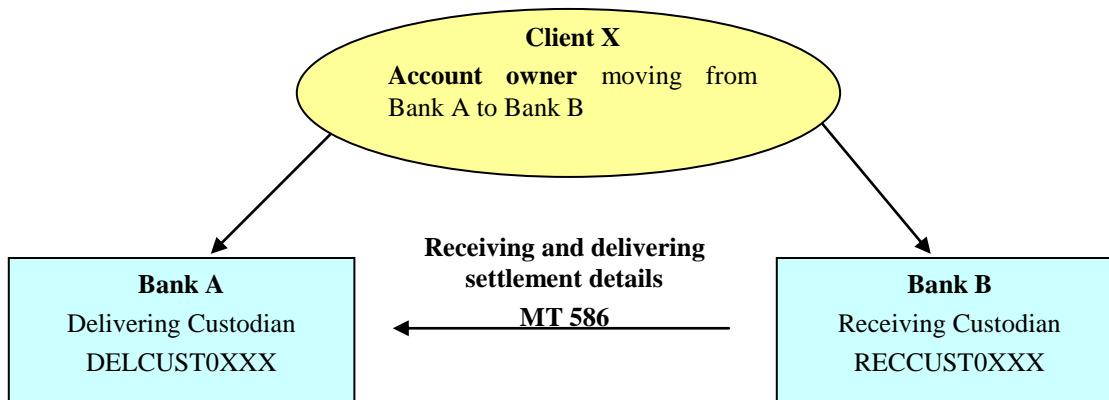 Client X
Account owner moving from
Bank A to Bank B
Receiving and delivering
settlement details
MT 586
Bank A
Delivering Custodian
DELCUST0XXX
Bank B
Receiving Custodian
RECCUST0XXX